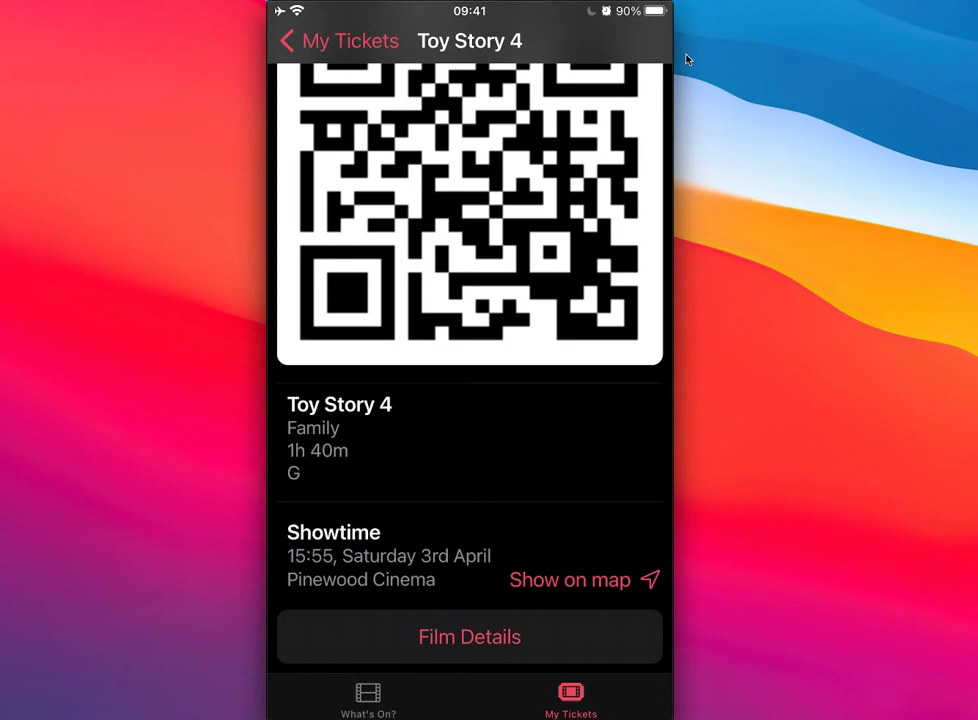 09:41
90%
My Tickets
Toy Story 4
Toy Story 4
Family
1h 40m
G
Showtime
15:55, Saturday 3rd April
Pinewood Cinema
Show on map
Film Details
What's On?
My Tickets